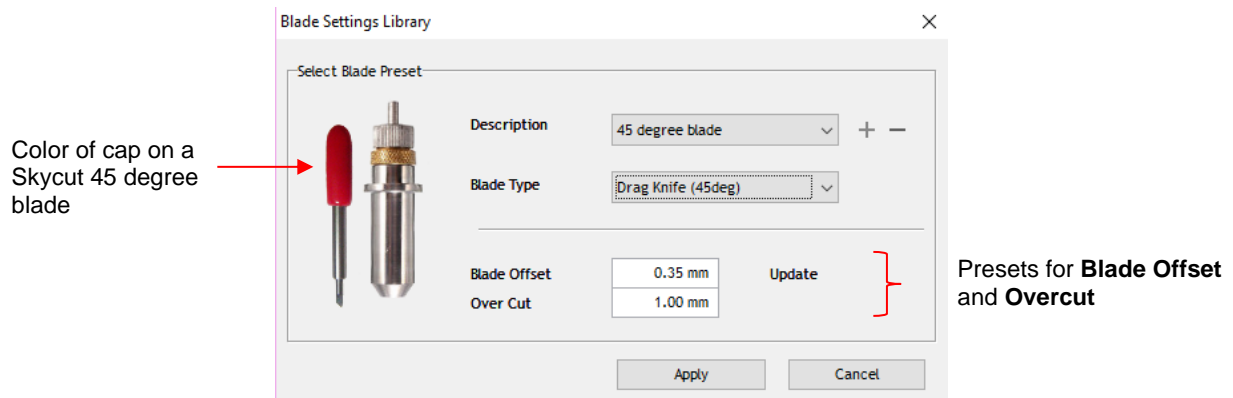 Blade Settings Library
Select Blade Preset
Color of cap on a
Skycut 45 degree
blade
Description
45 degree blade
Blade Type
Drag Knife (45deg)
Blade Offset
0.35 mm
Update
Over Cut
1.00 mm
Presets for Blade Offset
and Overcut
Apply
Cancel